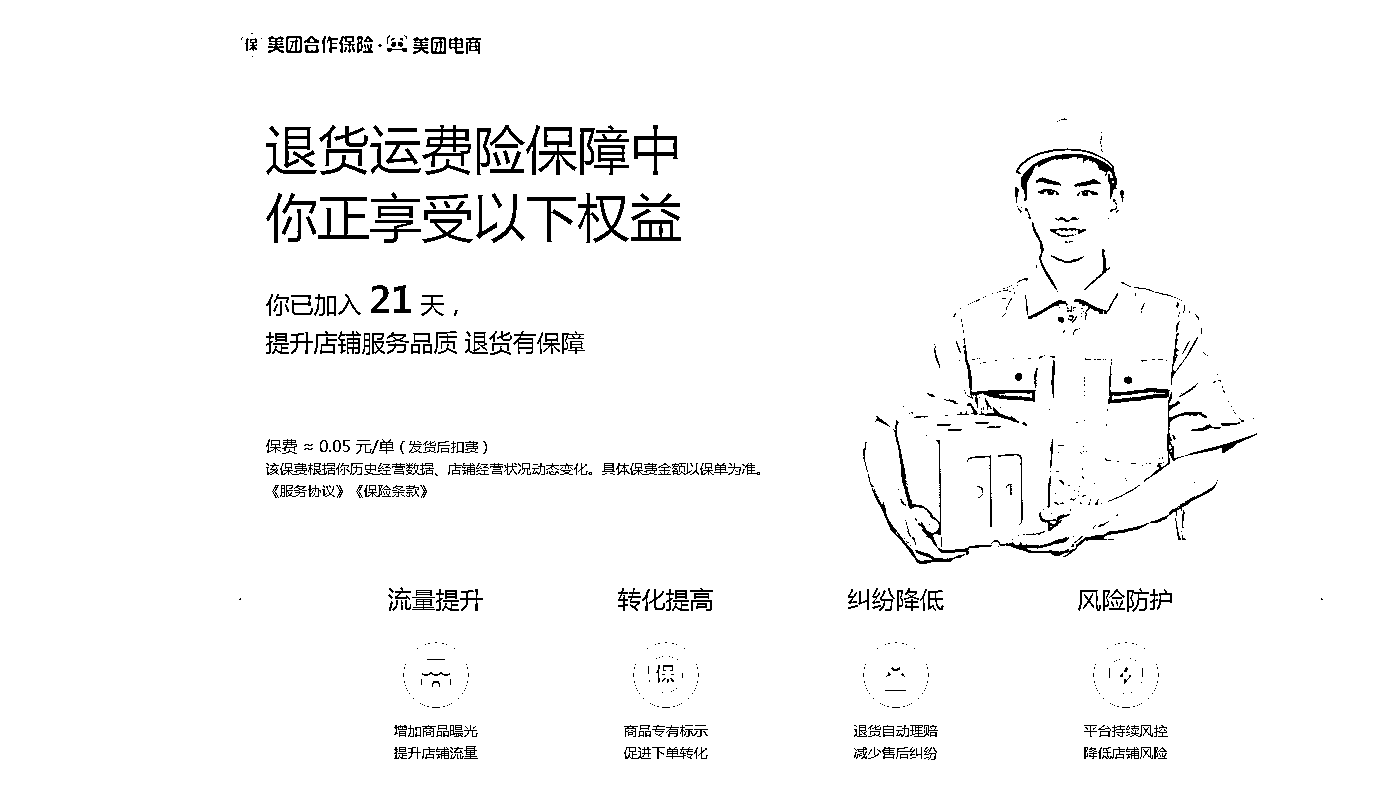 保 美团合作保险·美团电商
退货运费险保障中
你正享受以下权益
你已加入 21 天，
提升店铺服务品质 退货有保障
保费 ≈ 0.05 元/单（发货后扣费）
该保费根据你历史经营数据、店铺经营状况动态变化。具体保费金额以保单为准。
《服务协议》《保险条款》
流量提升 转化提高 纠纷降低 风险防护
保
增加商品曝光 商品专有标示 退货自动理赔 平台持续风控
提升店铺流量 促进下单转化 减少售后纠纷 降低店铺风险